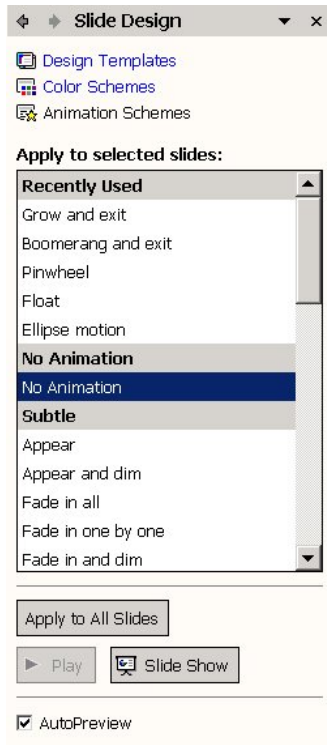 Slide Design
Design Templates
Color Schemes
Animation Schemes
Apply to selected slides:
Recently Used
Grow and exit
Boomerang and exit
Pinwheel
Float
Ellipse motion
No Animation
No Animation
Subtle
Appear
Appear and dim
Fade in all
Fade in one by one
Fade in and dim
Apply to All Slides
Play Slide Show
AutoPreview